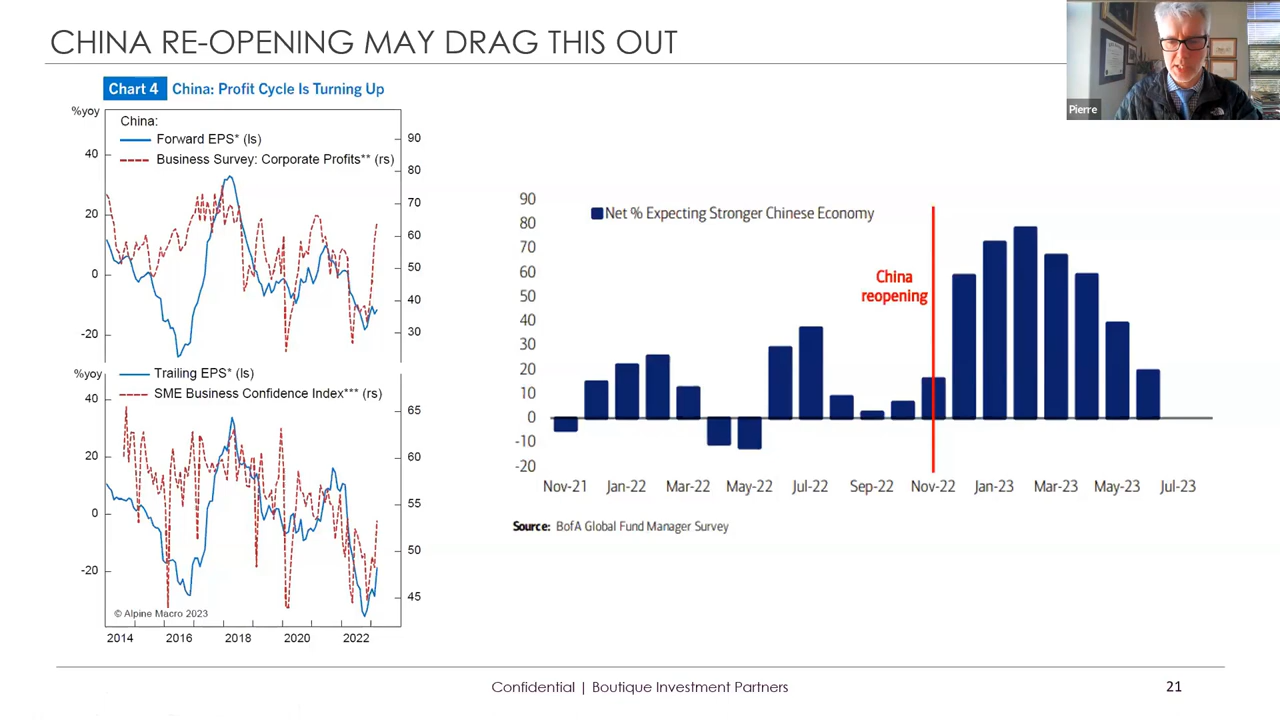 CHINA RE-OPENING MAY DRAG THIS OUT
Pierre
Chart 4 China: Profit Cycle Is Turning Up
%yoy
China:
Forward EPS* (ls)
Business Survey: Corporate Profits** (rs)
40
20
0
-20
90
80
70
60
50
40
30
%yoy
Trailing EPS* (ls)
SME Business Confidence Index*** (rs)
40
20
0
-20
65
60
55
50
45
© Alpine Macro 2023
2014 2016 2018 2020 2022
90
80
70
60
50
40
30
20
10
0
-10
-20
Net % Expecting Stronger Chinese Economy
China
reopening
Nov-21 Jan-22 Mar-22 May-22 Jul-22 Sep-22 Nov-22 Jan-23 Mar-23 May-23 Jul-23
Source: BofA Global Fund Manager Survey
Confidential | Boutique Investment Partners
21